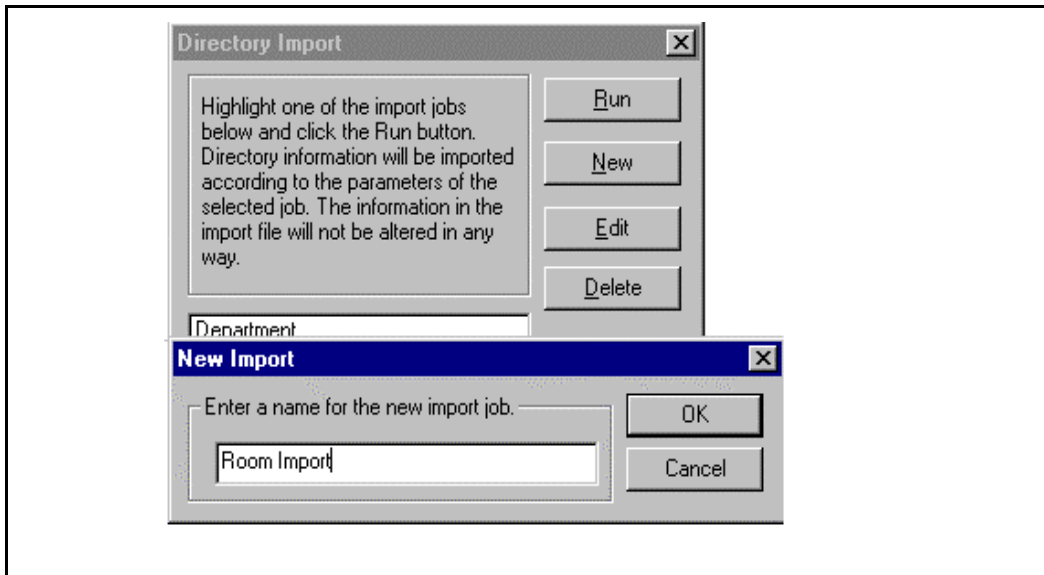 Directory Import
Highlight one of the import jobs
below and click the Run button.
Directory information will be imported
according to the parameters of the
selected job. The information in the
import file will not be altered in any
way.
Run
New
Edit
Delete
Department
New Import
Enter a name for the new import job.
Room Import
OK
Cancel